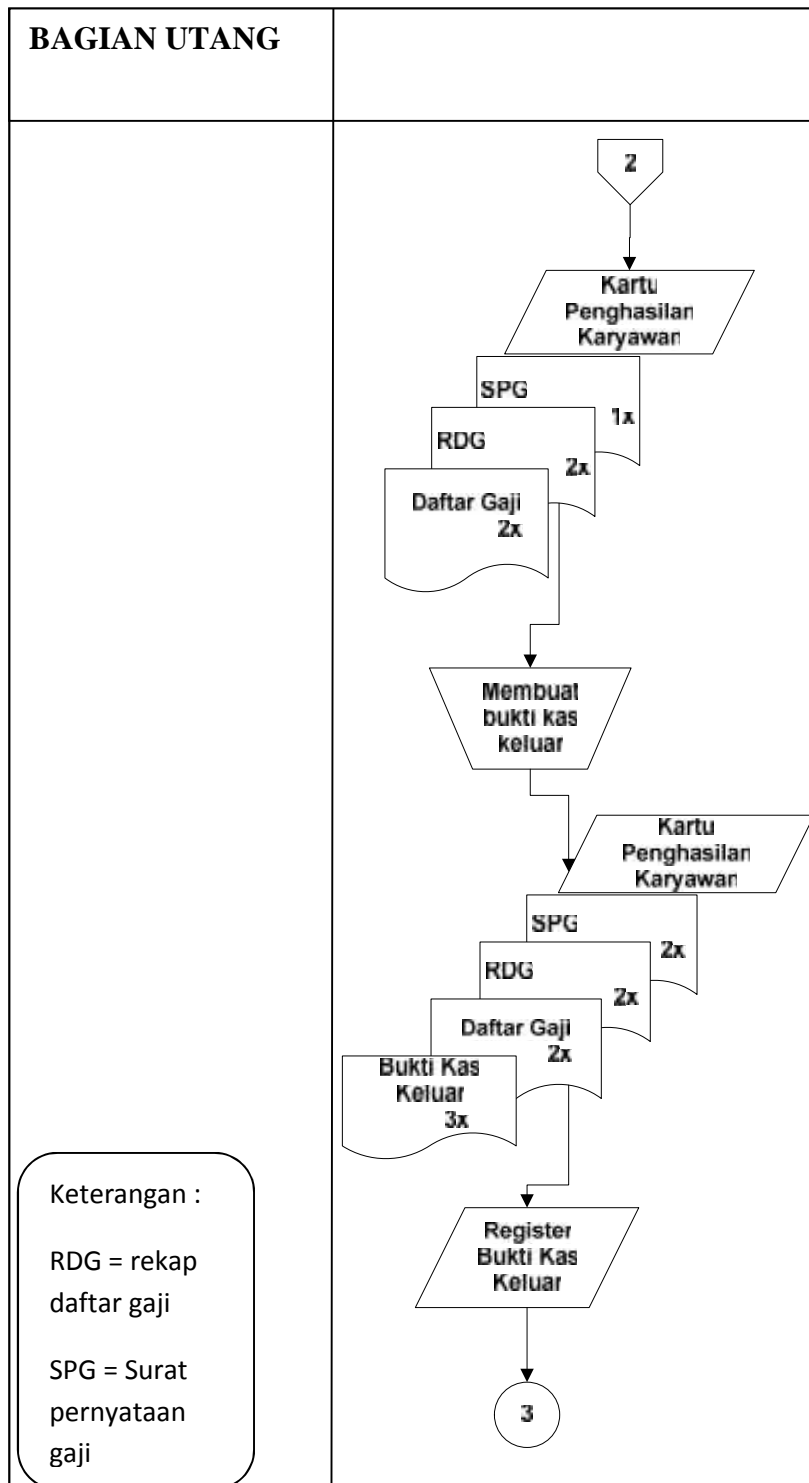 BAGIAN UTANG
2
Kartu
Penghasilan
Karyawan
SPG
1x
RDG
2x
Daftar Gaji
2x
Membuat
bukti kas
keluar
Kartu
Penghasilan
Karyawan
SPG
2x
RDG
2x
Daftar Gaji
2x
Bukti Kas
Keluar
3x
Register
Bukti Kas
Keluar
3
Keterangan :
RDG = rekap
daftar gaji
SPG = Surat
pernyataan
gaji